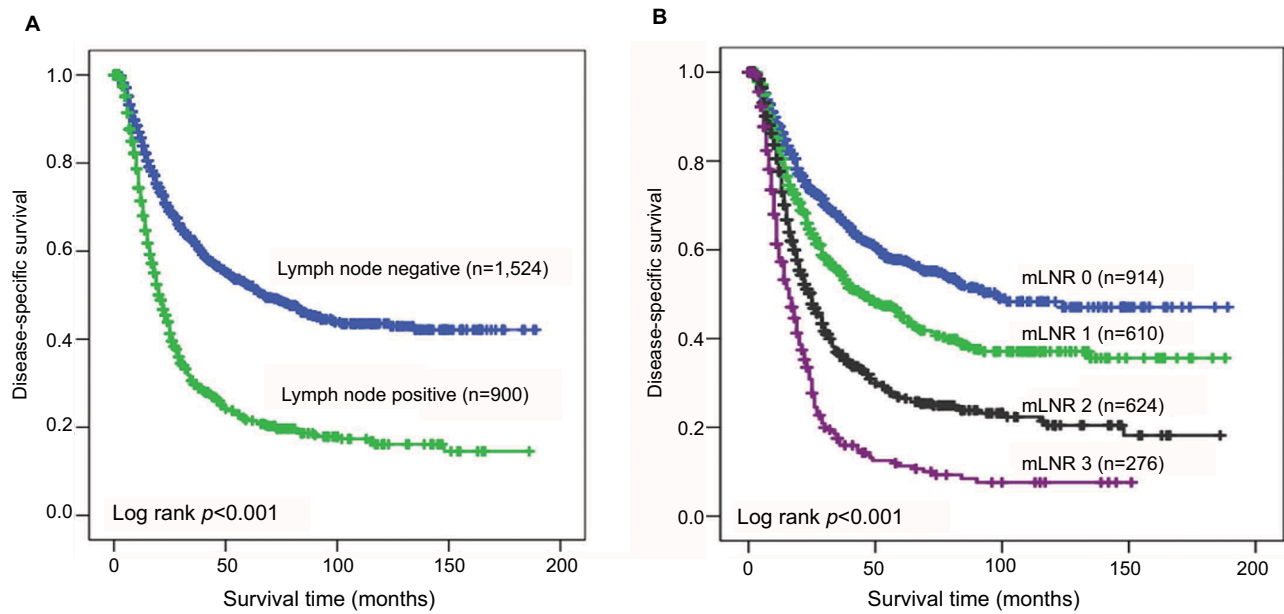 A
Disease-specific survival
1.0
0.8
0.6
0.4
0.2
0.0
Lymph node negative (n=1,524)
Lymph node positive (n=900)
Log rank p<0.001
0 50 100 150 200
Survival time (months)
B
Disease-specific survival
1.0
0.8
0.6
0.4
0.2
0.0
mLNR 0 (n=914)
mLNR 1 (n=610)
mLNR 2 (n=624)
mLNR 3 (n=276)
Log rank p<0.001
0 50 100 150 200
Survival time (months)